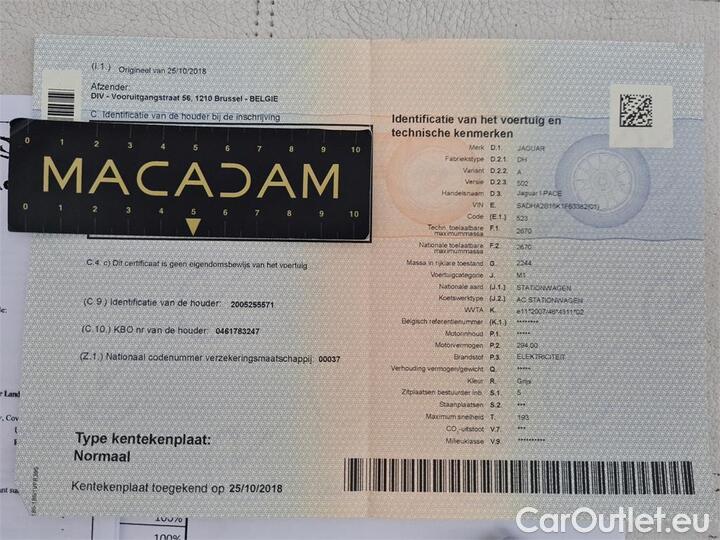 (I.1.) Origineel van 25/10/2018
Afzender:
DIV - Vooruitgangstraat 56, 1210 Brussel - BELGIE
C. Identificatie van de houder bij de inschrijving
0 1 2 3 4 5 6 7 8 9 10
MACADAM
0 1 2 3 4 5 6 7 8 9 10
C.4. c) Dit certificaat is geen eigendomsbewijs van het voertuig
(C 9.) Identificatie van de houder: 2005255571
(C.10.) KBO nr van de houder: 0461763247
(Z.1.) Nationaal codenummer verzekeringsmaatschappij: 00037
Type kentekenplaat:
Normaal
Kentekenplaat toegekend op 25/10/2018
Identificatie van het voertuig en
technische kenmerken
Merk D.1. JAGUAR
Fabriekstype D.2.1. DH
Variant D.2.2. A
Versie D.2.3. 502
Handelsnaam D.3. Jaguar I-PACE
VIN E.
Code (E.1.) 523
Techn. toelaatbare maximummassa F.1. 2670
Nationale toelaatbare maximummassa F.2. 2670
Massa in rijklare toestand G. 2244
Voertuigcategorie J. M1
Nationale aard (J.1.) STATIONWAGEN
Koetswerktype (J.2.) AC STATIONWAGEN
WVTA K. e11*2007/46*4311*02
Belgisch referentienummer (K.1.) ********
Motorinhoud P.1. *****
Motorvermogen P.2. 294.00
Brandstof P.3. ELEKTRICITEIT
Verhouding vermogen/gewicht Q. *****
Kleur R. Grijs
Zitplaatsen bestuurder inb. S.1. 5
Staanplaatsen S.2. ***
Maximum snelheid T. 193
CO₂-uitstoot V.7. ***
Milieuklasse V.9. **********
100%
100%
CarOutlet.eu